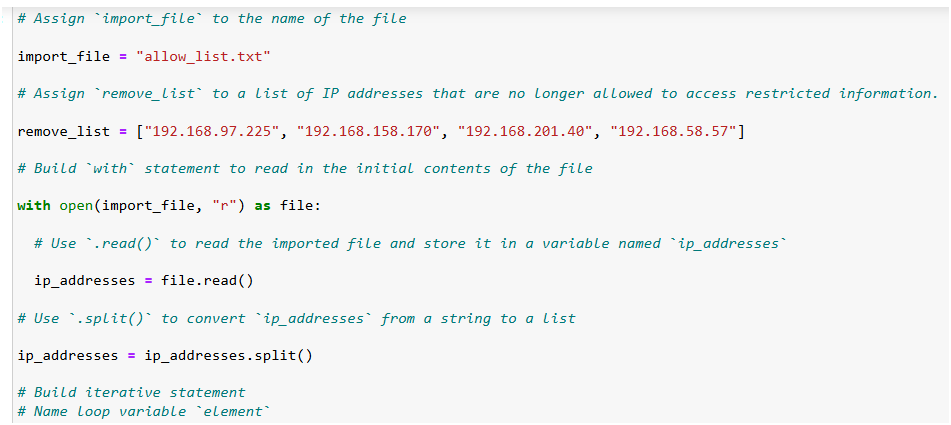 # Assign `import_file` to the name of the file
import_file = "allow_list.txt"
# Assign `remove_list` to a list of IP addresses that are no longer allowed to access restricted information.
remove_list = ["192.168.97.225", "192.168.158.170", "192.168.201.40", "192.168.58.57"]
# Build `with` statement to read in the initial contents of the file
with open(import_file, "r") as file:
  # Use `.read()` to read the imported file and store it in a variable named `ip_addresses`
  ip_addresses = file.read()
# Use `.split()` to convert `ip_addresses` from a string to a list
ip_addresses = ip_addresses.split()
# Build iterative statement
# Name loop variable `element`